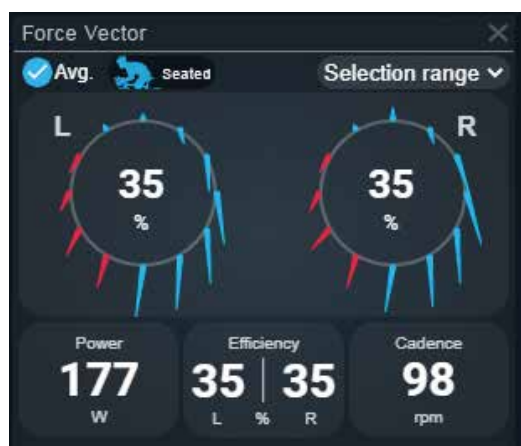 Force Vector
Avg. Seated Selection range
L R
35 35
% %
Power Efficiency Cadence
177 35 35 98
W L % R rpm